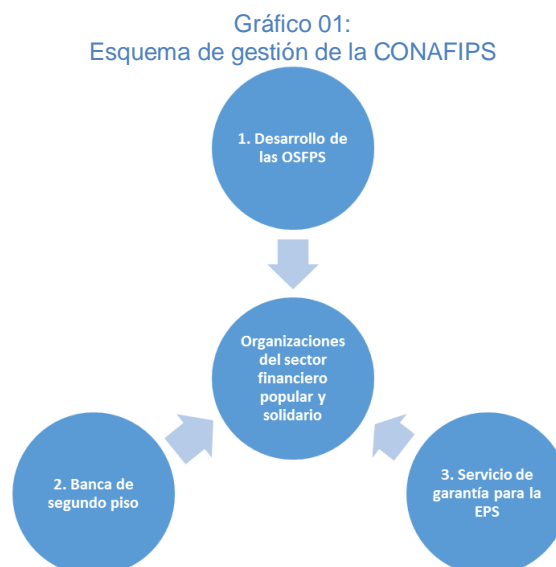 Gráfico 01:
Esquema de gestión de la CONAFIPS
1. Desarrollo de
las OSFPS
Organizaciones
del sector
financiero
popular y
solidario
2. Banca de
segundo piso
3. Servicio de
garantía para la
EPS